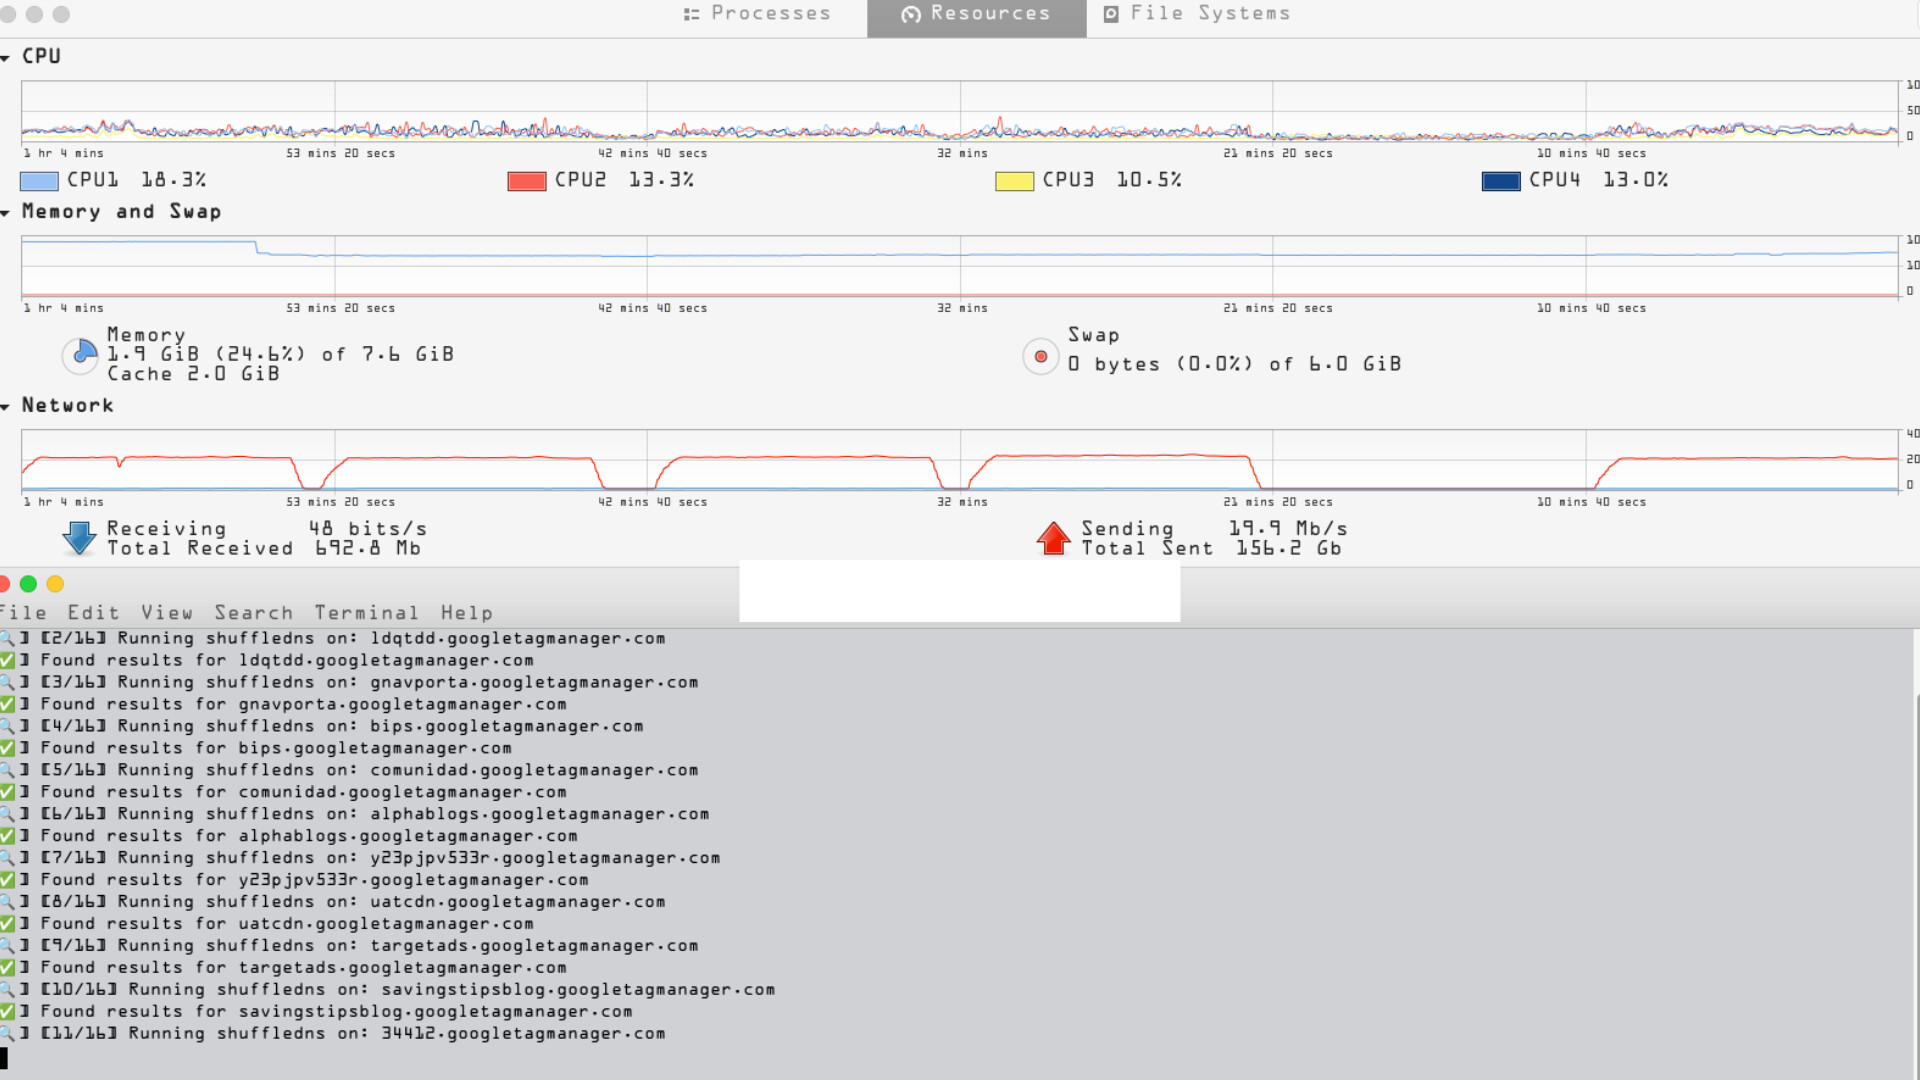 Processes Resources File Systems
CPU
50
0
1 hr 4 mins 53 mins 20 secs 42 mins 40 secs 32 mins 21 mins 20 secs 10 mins 40 secs
CPU1 18.3% CPU2 13.3% CPU3 10.5% CPU4 13.0%
Memory and Swap
0
1 hr 4 mins 53 mins 20 secs 42 mins 40 secs 32 mins 21 mins 20 secs 10 mins 40 secs
Memory
1.9 GiB (24.6%) of 7.6 GiB
Cache 2.0 GiB
Swap
0 bytes (0.0%) of 6.0 GiB
Network
40
20
0
1 hr 4 mins 53 mins 20 secs 42 mins 40 secs 32 mins 21 mins 20 secs 10 mins 40 secs
Receiving 48 bits/s
Total Received 692.8 Mb
Sending 19.9 Mb/s
Total Sent 156.2 Gb
File Edit View Search Terminal Help
] [2/16] Running shuffledns on: ldqtdd.googletagmanager.com
] Found results for ldqtdd.googletagmanager.com
] [3/16] Running shuffledns on: gnavporta.googletagmanager.com
] Found results for gnavporta.googletagmanager.com
] [4/16] Running shuffledns on: bips.googletagmanager.com
] Found results for bips.googletagmanager.com
] [5/16] Running shuffledns on: comunidad.googletagmanager.com
] Found results for comunidad.googletagmanager.com
] [6/16] Running shuffledns on: alphablogs.googletagmanager.com
] Found results for alphablogs.googletagmanager.com
] [7/16] Running shuffledns on: y23pjpv533r.googletagmanager.com
] Found results for y23pjpv533r.googletagmanager.com
] [8/16] Running shuffledns on: uatcdn.googletagmanager.com
] Found results for uatcdn.googletagmanager.com
] [9/16] Running shuffledns on: targetads.googletagmanager.com
] Found results for targetads.googletagmanager.com
] [10/16] Running shuffledns on: savingstipsblog.googletagmanager.com
] Found results for savingstipsblog.googletagmanager.com
] [11/16] Running shuffledns on: 34412.googletagmanager.com